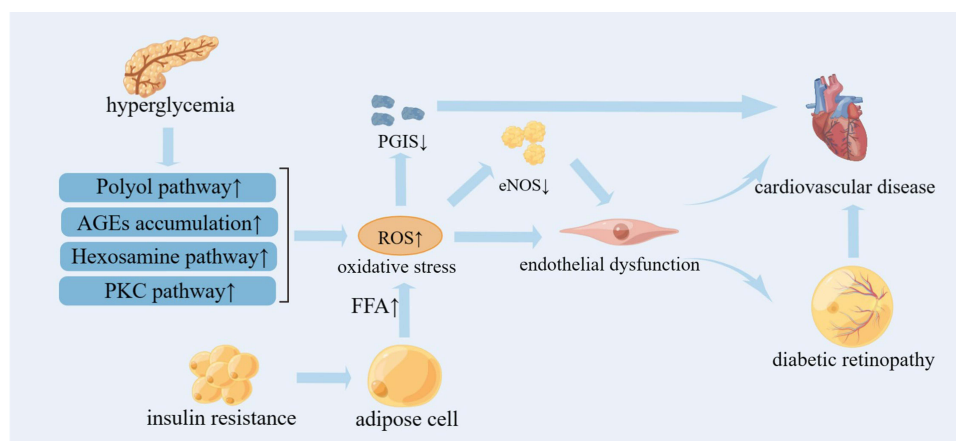 hyperglycemia
Polyol pathway↑
AGEs accumulation↑
Hexosamine pathway↑
PKC pathway↑
PGIS↓
eNOS↓
ROS↑
oxidative stress
FFA↑
endothelial dysfunction
cardiovascular disease
diabetic retinopathy
insulin resistance
adipose cell